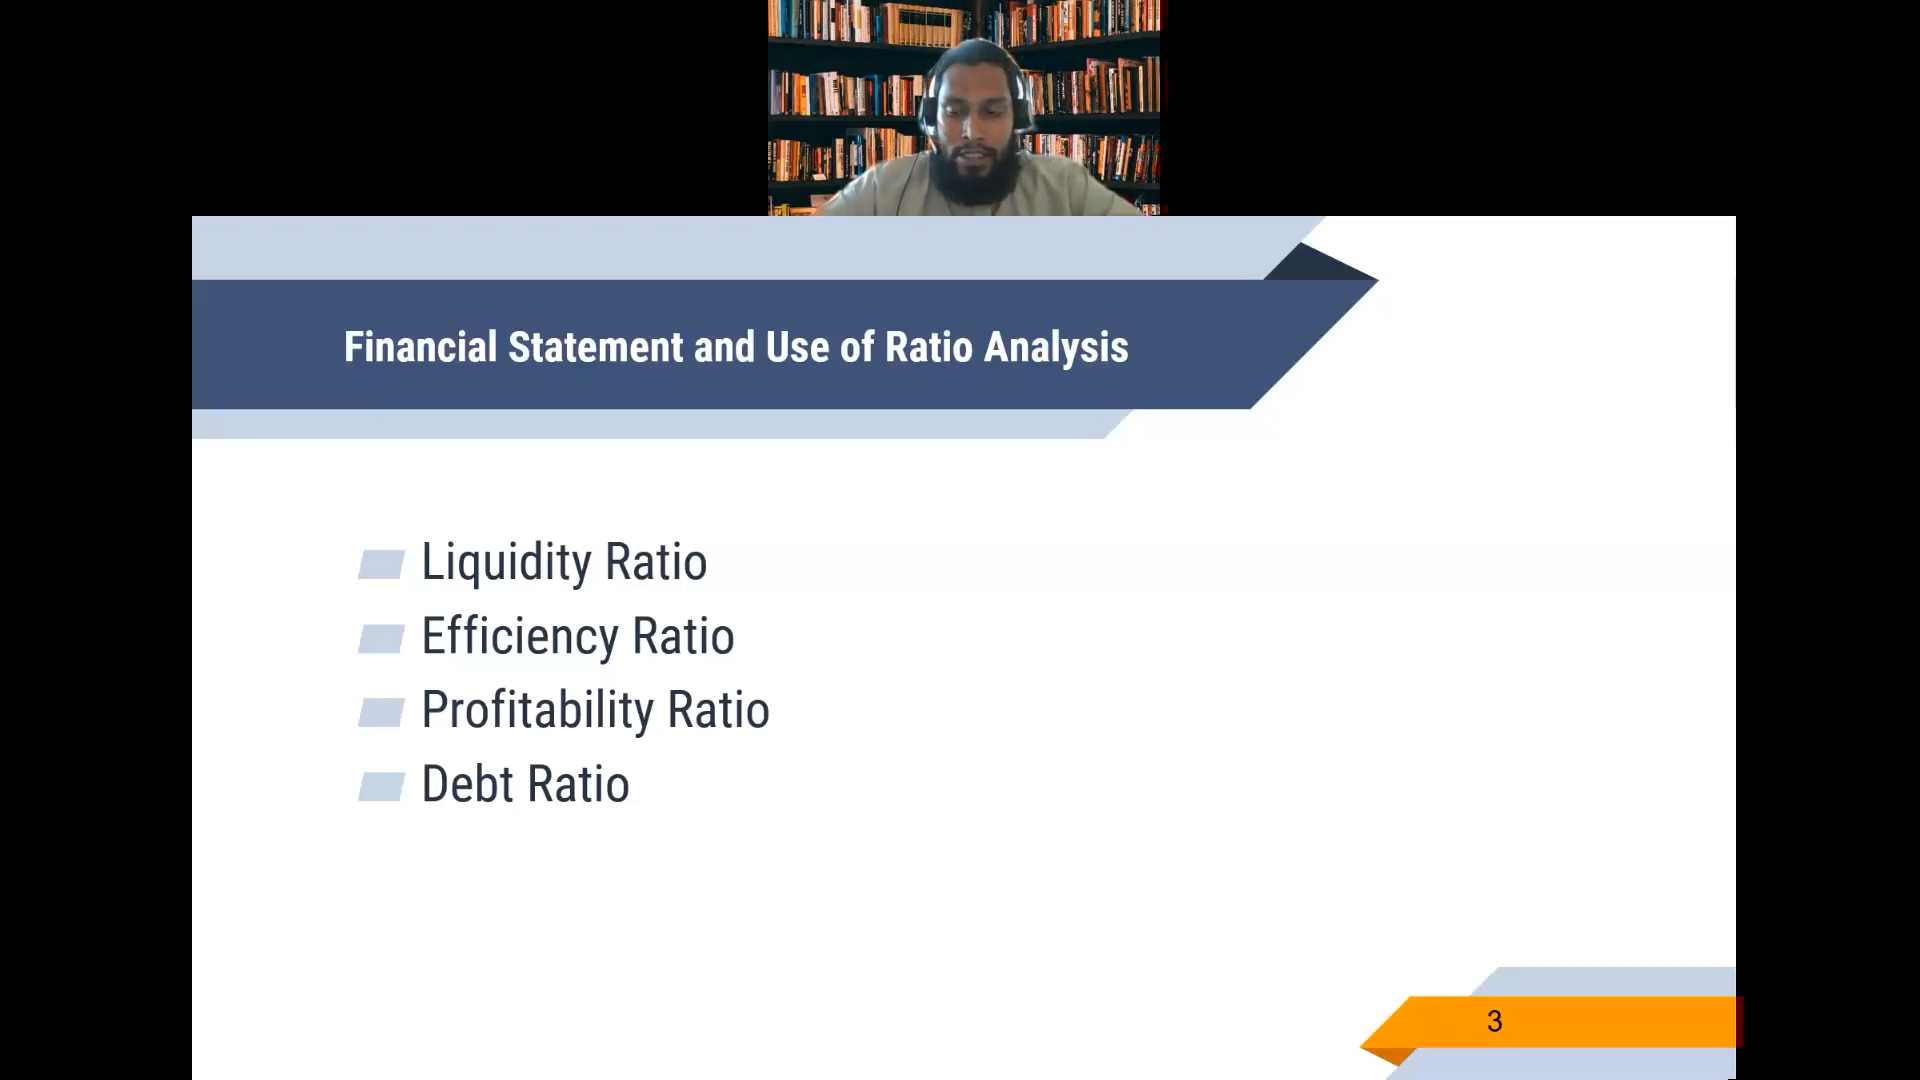 Financial Statement and Use of Ratio Analysis
Liquidity Ratio
Efficiency Ratio
Profitability Ratio
Debt Ratio
3